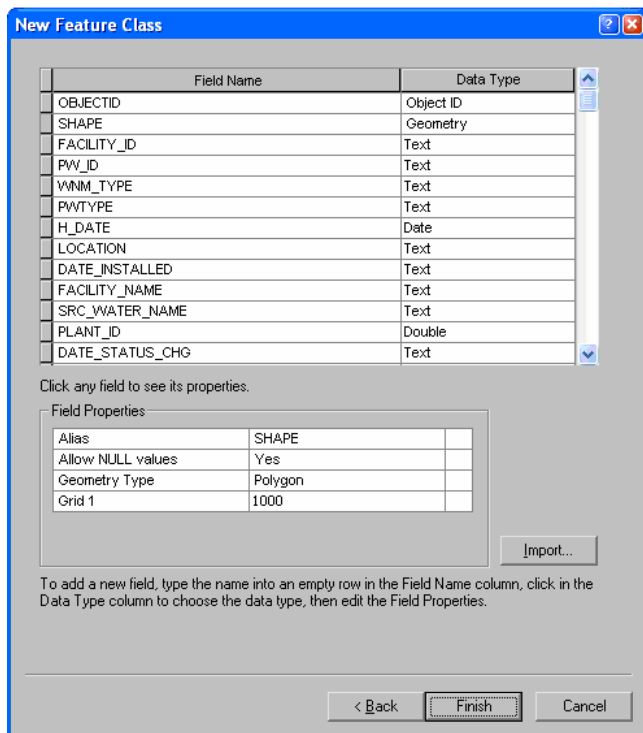 New Feature Class
Field Name Data Type
OBJECTID Object ID
SHAPE Geometry
FACILITY_ID Text
PW_ID Text
WNM_TYPE Text
PWTYPE Text
H_DATE Date
LOCATION Text
DATE_INSTALLED Text
FACILITY_NAME Text
SRC_WATER_NAME Text
PLANT_ID Double
DATE_STATUS_CHG Text
Click any field to see its properties.
Field Properties
Alias SHAPE
Allow NULL values Yes
Geometry Type Polygon
Grid 1 1000
Import...
To add a new field, type the name into an empty row in the Field Name column, click in the
Data Type column to choose the data type, then edit the Field Properties.
< Back Finish Cancel